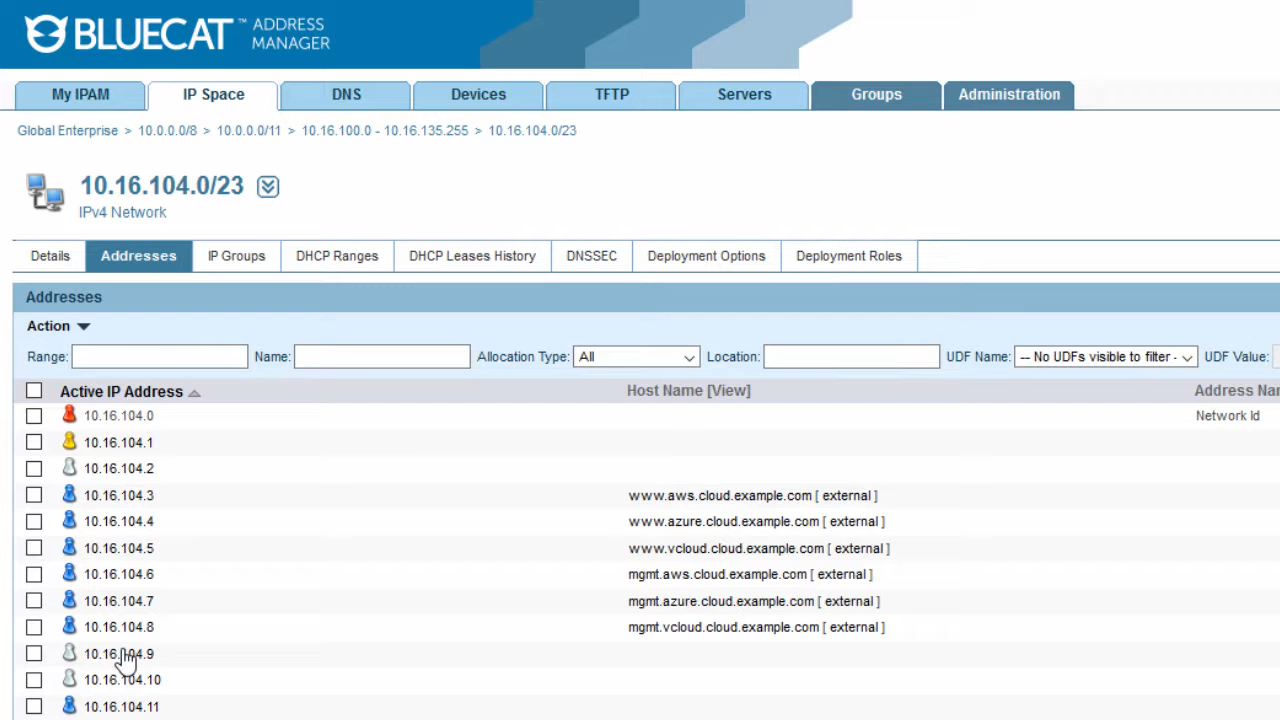 BLUECAT™ ADDRESS MANAGER
My IPAM IP Space DNS Devices TFTP Servers Groups Administration
Global Enterprise > 10.0.0.0/8 > 10.0.0.0/11 > 10.16.100.0 - 10.16.135.255 > 10.16.104.0/23
10.16.104.0/23
IPv4 Network
Details Addresses IP Groups DHCP Ranges DHCP Leases History DNSSEC Deployment Options Deployment Roles
Addresses
Action
Range: Name: Allocation Type: All Location: UDF Name: -- No UDFs visible to filter - UDF Value:
Active IP Address Host Name [View] Address Nar
10.16.104.0 Network Id
10.16.104.1
10.16.104.2
10.16.104.3 www.aws.cloud.example.com [ external ]
10.16.104.4 www.azure.cloud.example.com [ external ]
10.16.104.5 www.vcloud.cloud.example.com [ external ]
10.16.104.6 mgmt.aws.cloud.example.com [ external ]
10.16.104.7 mgmt.azure.cloud.example.com [ external ]
10.16.104.8 mgmt.vcloud.cloud.example.com [ external ]
10.16.104.9
10.16.104.10
10.16.104.11